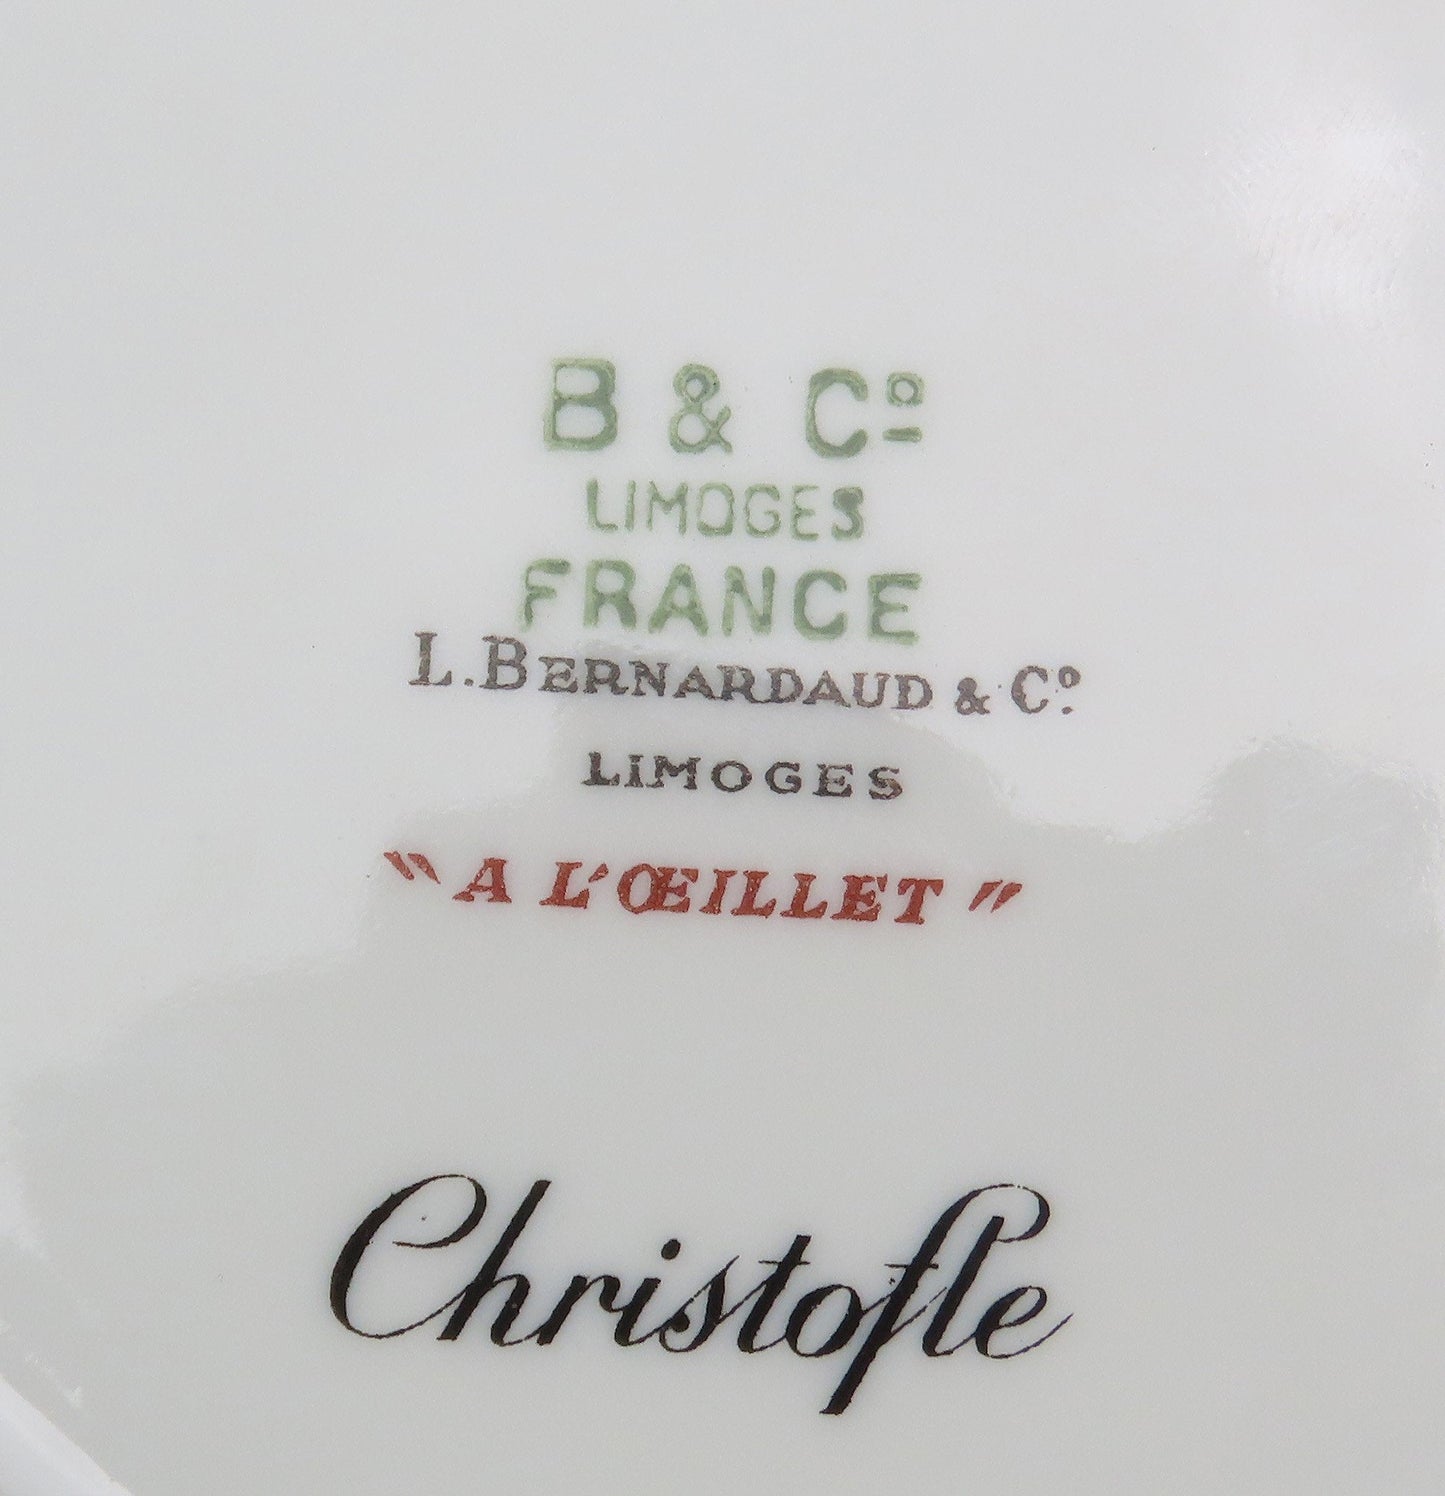 B & Cº
LIMOGES
FRANCE
L. BERNARDAUD & Cº
LIMOGES
"A L'ŒILLET"
Christofle